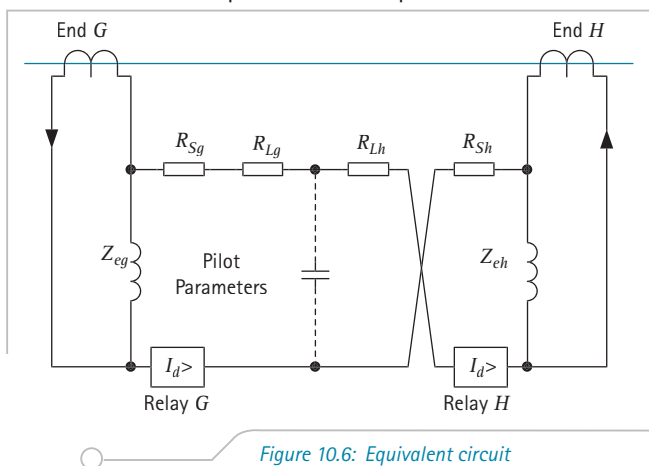 End G
End H
R_Sg
R_Lg
R_Lh
R_Sh
Z_eg
Pilot
Parameters
Z_eh
I_d>
I_d>
Relay G
Relay H
Figure 10.6: Equivalent circuit